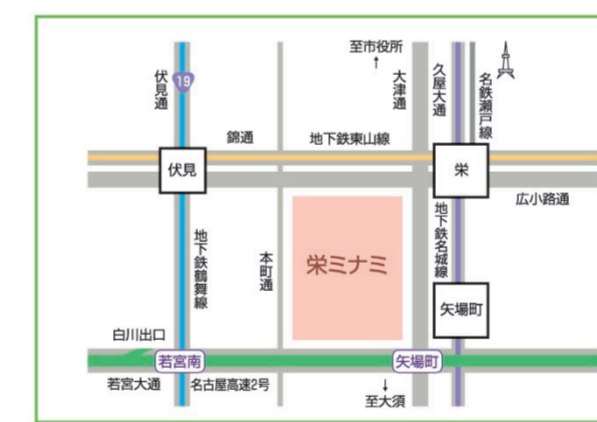 至市役所
↑
伏見通
19
大津通
久屋大通
名鉄瀬戸線
錦通
地下鉄東山線
伏見
栄
広小路通
地下鉄鶴舞線
本町通
栄ミナミ
地下鉄名城線
矢場町
白川出口
若宮南
矢場町
若宮大通
名古屋高速2号
↓
至大須